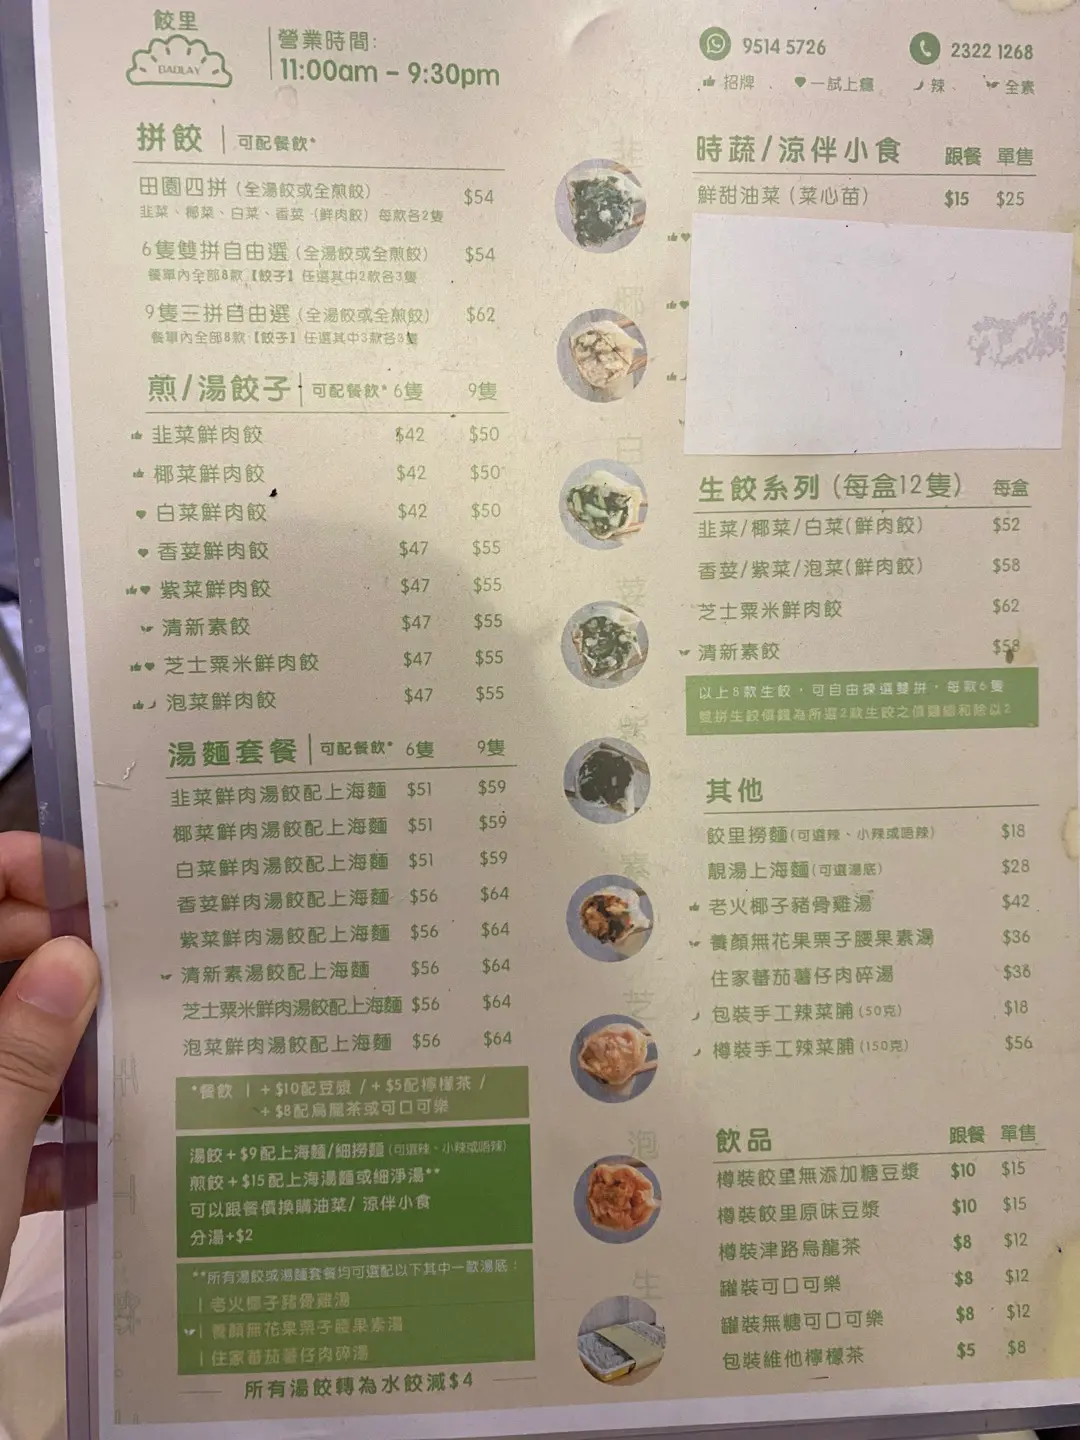 餃里
BAOLAY
營業時間:
11:00am – 9:30pm
9514 5726
2322 1268
招牌、
一試上癮
辣、
全素
拼餃 | 可配餐飲*
田園四拼 (全湯餃或全煎餃) $54
韭菜、椰菜、白菜、香荽 (鮮肉餃) 每款各2隻
6隻雙拼自由選 (全湯餃或全煎餃) $54
餐單內全部8款【餃子】任選其中2款各3隻
9隻三拼自由選 (全湯餃或全煎餃) $62
餐單內全部8款【餃子】任選其中3款各3隻
煎/湯餃子 | 可配餐飲* 6隻 9隻
韭菜鮮肉餃 $42 $50
椰菜鮮肉餃 $42 $50
白菜鮮肉餃 $42 $50
香荽鮮肉餃 $47 $55
紫菜鮮肉餃 $47 $55
清新素餃 $47 $55
芝士粟米鮮肉餃 $47 $55
泡菜鮮肉餃 $47 $55
湯麵套餐 | 可配餐飲* 6隻 9隻
韭菜鮮肉湯餃配上海麵 $51 $59
椰菜鮮肉湯餃配上海麵 $51 $59
白菜鮮肉湯餃配上海麵 $51 $59
香荽鮮肉湯餃配上海麵 $56 $64
紫菜鮮肉湯餃配上海麵 $56 $64
清新素湯餃配上海麵 $56 $64
芝士粟米鮮肉湯餃配上海麵 $56 $64
泡菜鮮肉湯餃配上海麵 $56 $64
*餐飲 | + $10配豆漿 / + $5配檸檬茶 /
+ $8配烏龍茶或可口可樂
湯餃 + $9 配上海麵/細撈麵 (可選辣、小辣或唔辣)
煎餃 + $15 配上海湯麵或細淨湯**
可以跟餐價換購油菜/ 涼伴小食
分湯+$2
**所有湯餃或湯麵套餐均可選配以下其中一款湯底：
| 老火椰子豬骨雞湯
| 養顏無花果栗子腰果素湯
| 住家蕃茄薯仔肉碎湯
所有湯餃轉為水餃減$4
韭
椰
白
菜
紫
素
芝
泡
生
時蔬/涼伴小食 跟餐 單售
鮮甜油菜 (菜心苗) $15 $25
生餃系列 (每盒12隻) 每盒
韭菜/椰菜/白菜(鮮肉餃) $52
香荽/紫菜/泡菜(鮮肉餃) $58
芝士粟米鮮肉餃 $62
清新素餃 $58
以上8款生餃，可自由揀選雙拼，每款6隻
雙拼生餃價錢為所選2款生餃之價錢總和除以2
其他
餃里撈麵(可選辣、小辣或唔辣) $18
靚湯上海麵(可選湯底) $28
老火椰子豬骨雞湯 $42
養顏無花果栗子腰果素湯 $36
住家蕃茄薯仔肉碎湯 $36
包裝手工辣菜脯 (50克) $18
樽裝手工辣菜脯 (150克) $56
飲品 跟餐 單售
樽裝餃里無添加糖豆漿 $10 $15
樽裝餃里原味豆漿 $10 $15
樽裝津路烏龍茶 $8 $12
罐裝可口可樂 $8 $12
罐裝無糖可口可樂 $8 $12
包裝維他檸檬茶 $5 $8